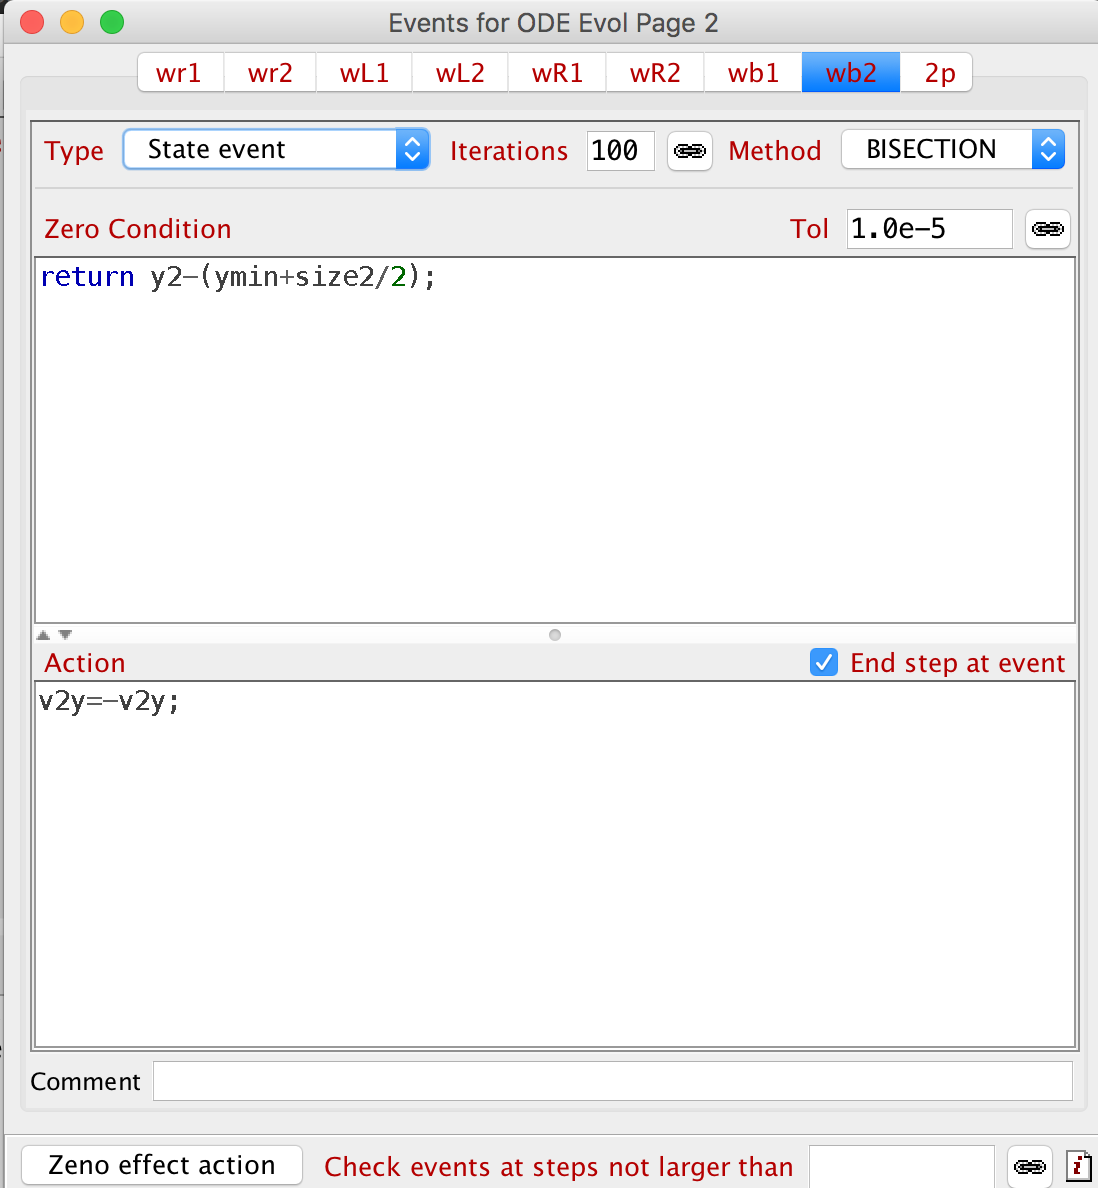 Events for ODE Evol Page 2
wr1 wr2 wL1 wL2 wR1 wR2 wb1 wb2 2p
Type State event Iterations 100 Method BISECTION
Zero Condition Tol 1.0e-5
return y2-(ymin+size2/2);
Action End step at event
v2y=-v2y;
Comment
Zeno effect action Check events at steps not larger than